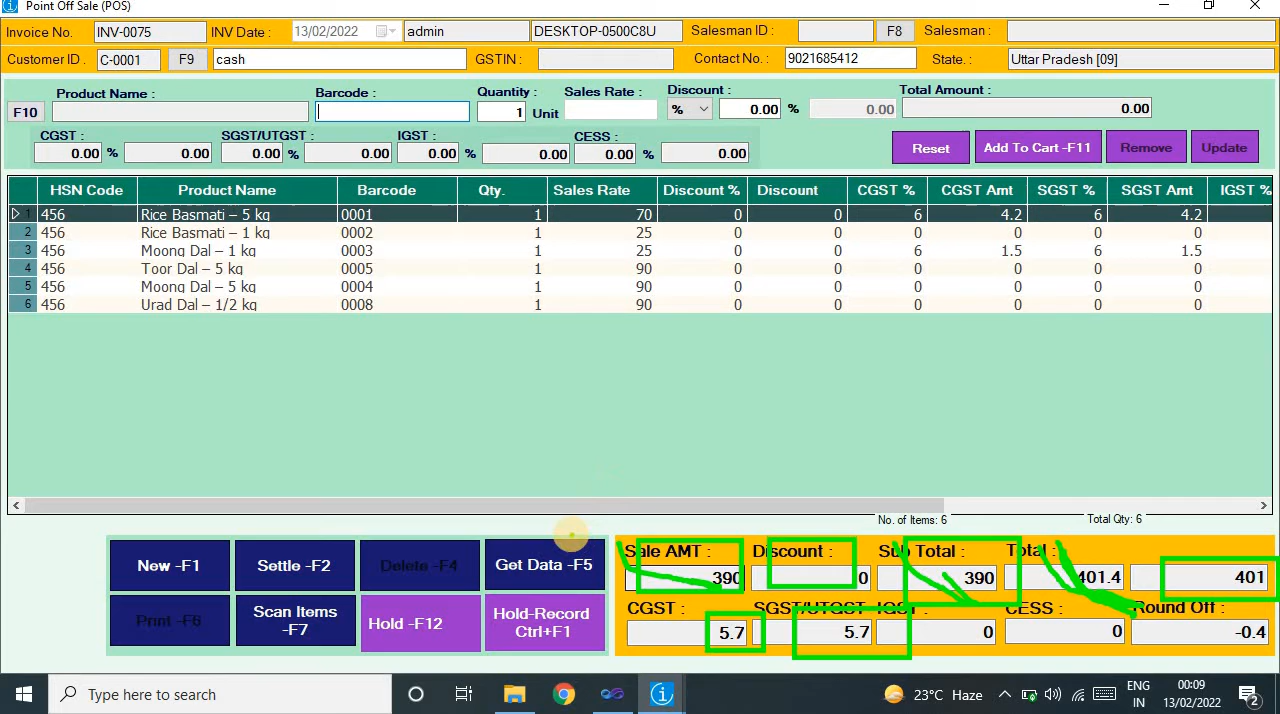 Point Off Sale (POS)
Invoice No. INV-0075 INV Date : 13/02/2022 admin DESKTOP-0500C8U Salesman ID : F8 Salesman :
Customer ID : C-0001 F9 cash GSTIN : Contact No. : 9021685412 State. : Uttar Pradesh [09]
Product Name : Barcode : Quantity : Sales Rate : Discount : Total Amount :
F10 1 Unit % 0.00 % 0.00 0.00
CGST : SGST/UTGST : IGST : CESS :
0.00 % 0.00 0.00 % 0.00 0.00 % 0.00 0.00 % 0.00 Reset Add To Cart -F11 Remove Update
HSN Code Product Name Barcode Qty. Sales Rate Discount % Discount CGST % CGST Amt SGST % SGST Amt IGST %
1 456 Rice Basmati – 5 kg 0001 1 70 0 0 6 4.2 6 4.2
2 456 Rice Basmati – 1 kg 0002 1 25 0 0 0 0 0 0
3 456 Moong Dal – 1 kg 0003 1 25 0 0 6 1.5 6 1.5
4 456 Toor Dal – 5 kg 0005 1 90 0 0 0 0 0 0
5 456 Moong Dal – 5 kg 0004 1 90 0 0 0 0 0 0
6 456 Urad Dal – 1/2 kg 0008 1 90 0 0 0 0 0 0
No. of Items: 6 Total Qty: 6
New -F1 Settle -F2 Delete -F4 Get Data -F5
Print -F6 Scan Items -F7 Hold -F12 Hold-Record Ctrl+F1
Sale AMT : Discount : Sub Total : Total :
390 0 390 401.4 401
CGST : SGST/UTGST IGST : CESS : Round Off :
5.7 5.7 0 0 -0.4
Type here to search 23°C Haze ENG IN 00:09 13/02/2022 2